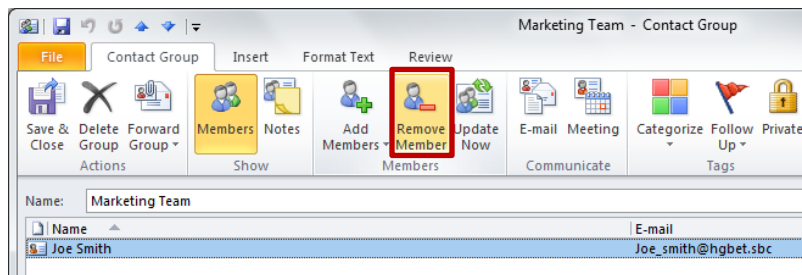 Marketing Team - Contact Group
File Contact Group Insert Format Text Review
Save & Close Delete Group Forward Group Members Notes Add Members Remove Member Update Now E-mail Meeting Categorize Follow Up Private
Actions Show Members Communicate Tags
Name: Marketing Team
Name E-mail
Joe Smith Joe_smith@hgbet.sbc